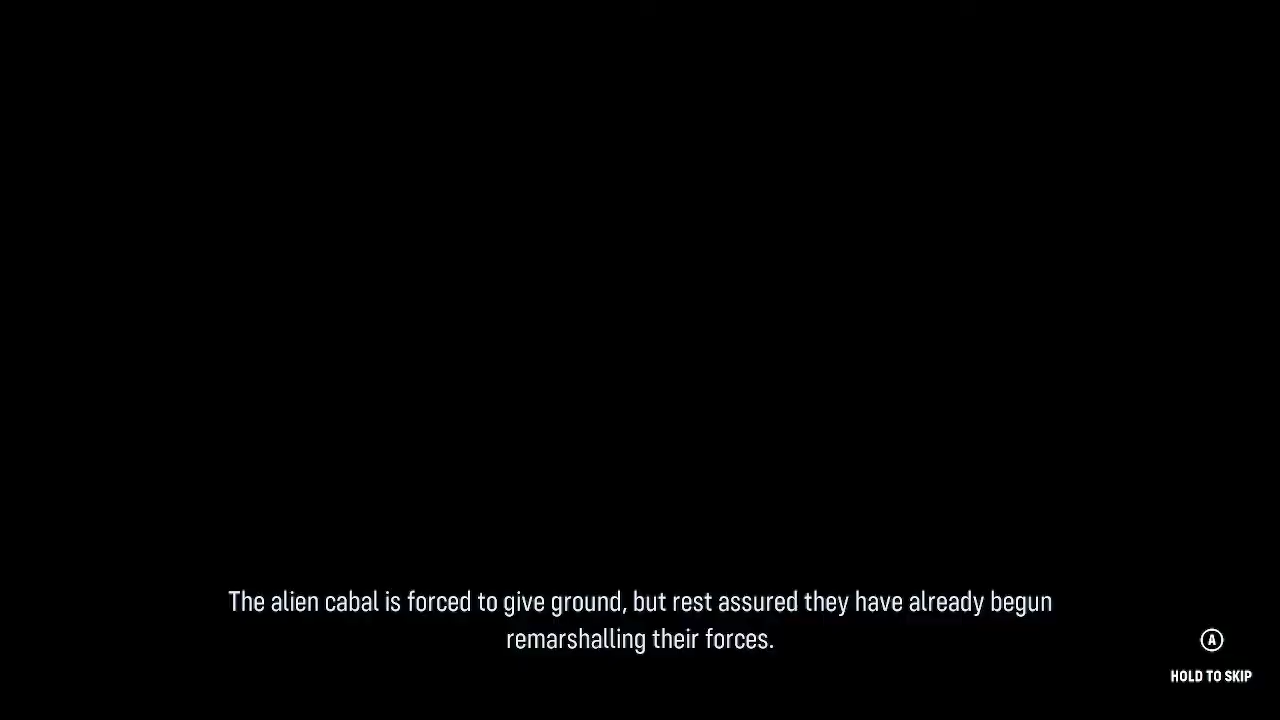 The alien cabal is forced to give ground, but rest assured they have already begun
remarshalling their forces.
A
HOLD TO SKIP